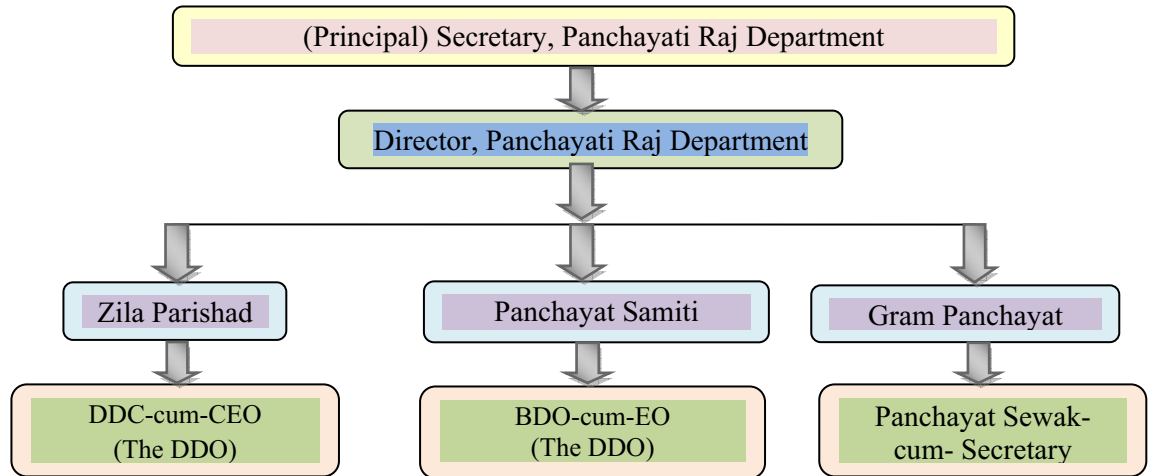 (Principal) Secretary, Panchayati Raj Department
Director, Panchayati Raj Department
Zila Parishad
Panchayat Samiti
Gram Panchayat
DDC-cum-CEO
(The DDO)
BDO-cum-EO
(The DDO)
Panchayat Sewak-
cum- Secretary